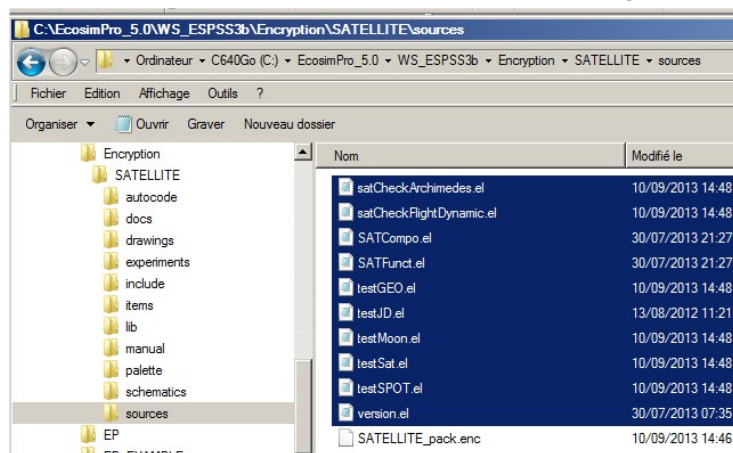 C:\EcosimPro_5.0\WS_ESPSS3b\Encryption\SATELLITE\sources
Ordinateur C640Go (C:) EcosimPro_5.0 WS_ESPSS3b Encryption SATELLITE sources
Fichier Edition Affichage Outils ?
Organiser Ouvrir Graver Nouveau dossier
Encryption
SATELLITE
autocode
docs
drawings
experiments
include
items
lib
manual
palette
schematics
sources
EP
Nom Modifié le
satCheckArchimedes.el 10/09/2013 14:48
satCheckFlightDynamic.el 10/09/2013 14:48
SATCompo.el 30/07/2013 21:27
SATFunct.el 30/07/2013 21:27
testGEO.el 10/09/2013 14:48
testJD.el 13/08/2012 11:21
testMoon.el 10/09/2013 14:48
testSat.el 10/09/2013 14:48
testSPOT.el 10/09/2013 14:48
version.el 30/07/2013 07:35
SATELLITE_pack.enc 10/09/2013 14:46